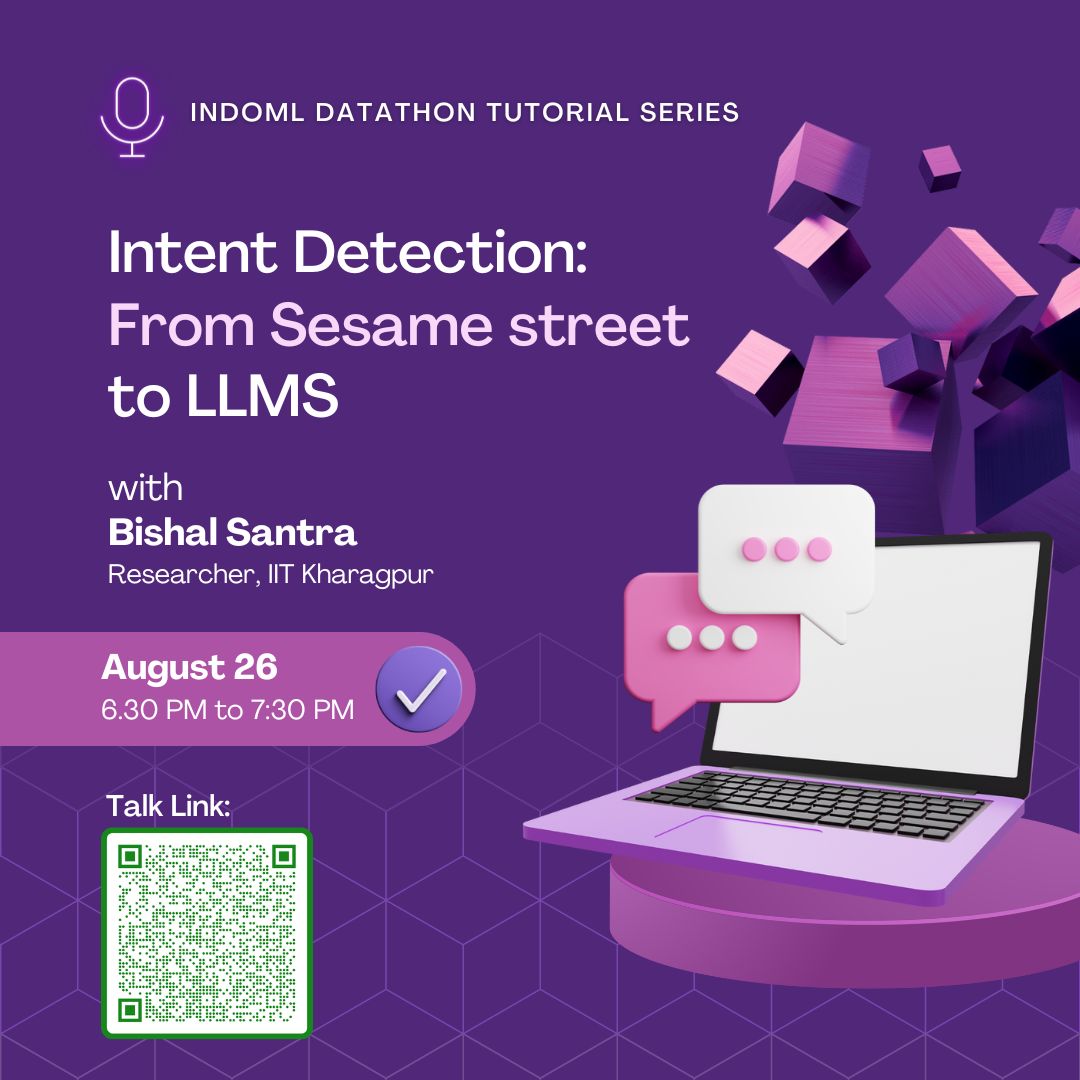 INDOML DATATHON TUTORIAL SERIES
Intent Detection:
From Sesame street
to LLMS
with
Bishal Santra
Researcher, IIT Kharagpur
August 26
6.30 PM to 7:30 PM
Talk Link: